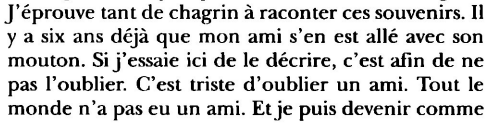 J'éprouve tant de chagrin à raconter ces souvenirs. Il
y a six ans déjà que mon ami s'en est allé avec son
mouton. Si j'essaie ici de le décrire, c'est afin de ne
pas l'oublier. C'est triste d'oublier un ami. Tout le
monde n'a pas eu un ami. Et je puis devenir comme